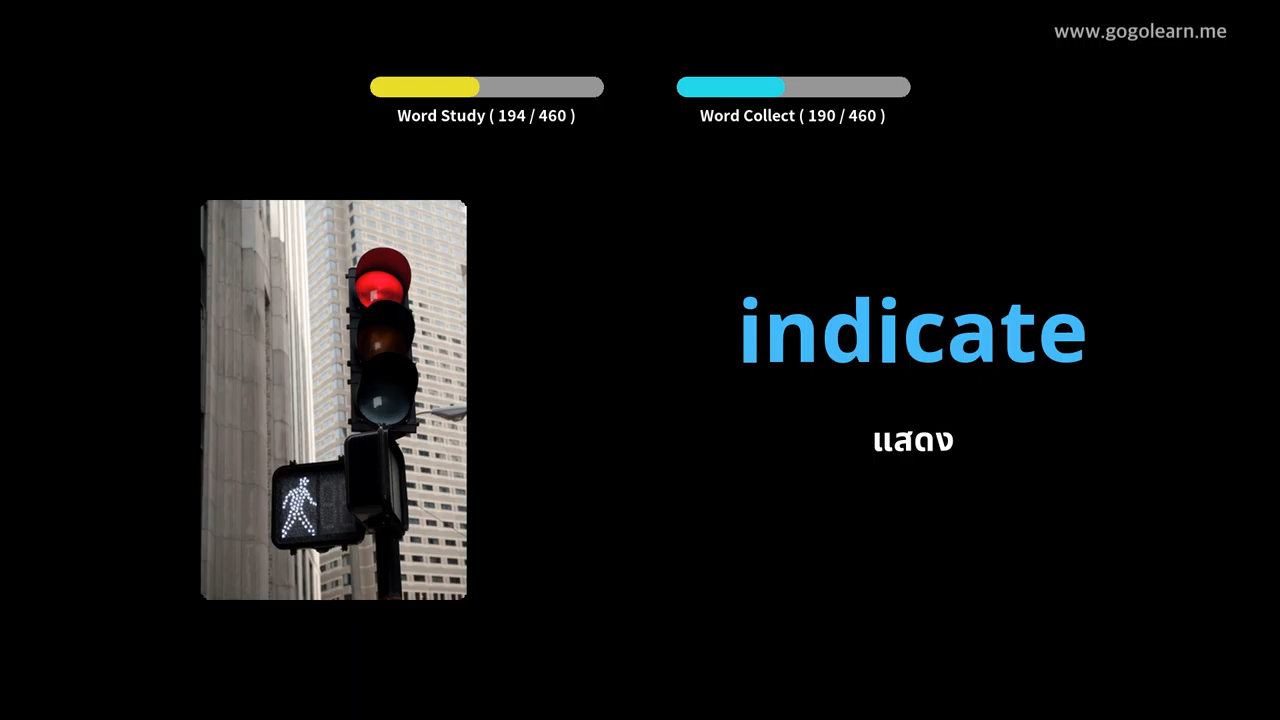 www.gogolearn.me
Word Study ( 194 / 460 )
Word Collect ( 190 / 460 )
indicate
แสดง